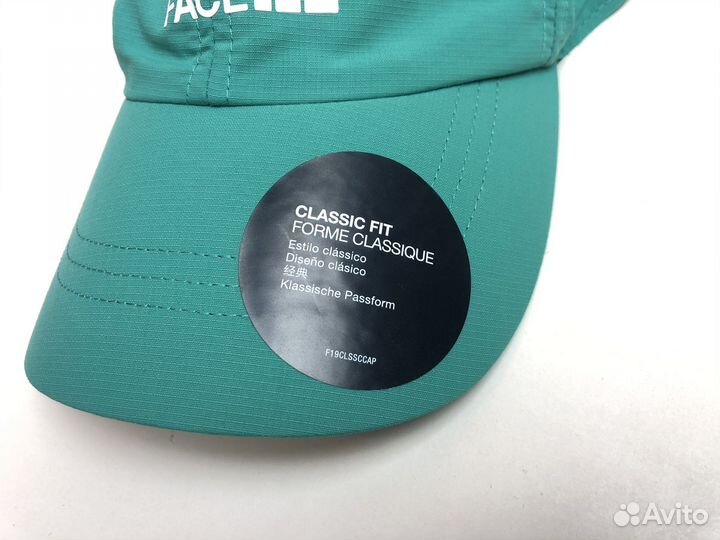 FACE
CLASSIC FIT
FORME CLASSIQUE
Estilo clássico
Diseño clásico
经典
Klassische Passform
F19CLSSCCAP
Avito